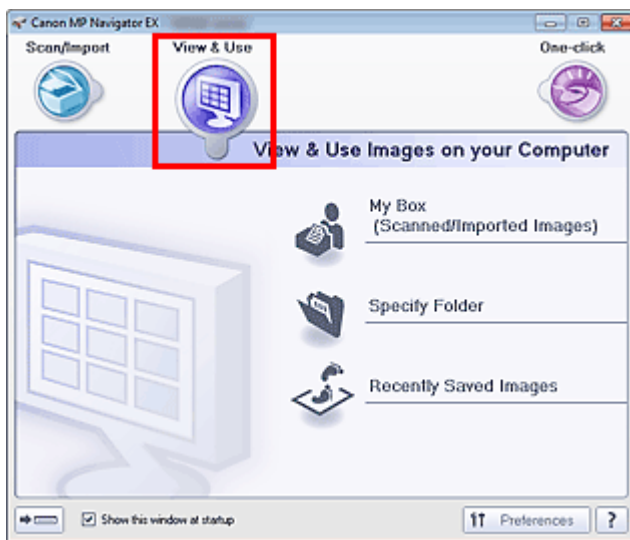 Canon MP Navigator EX
Scan/Import
View & Use
One-click
View & Use Images on your Computer
My Box
(Scanned/Imported Images)
Specify Folder
Recently Saved Images
Show this window at startup
Preferences
?